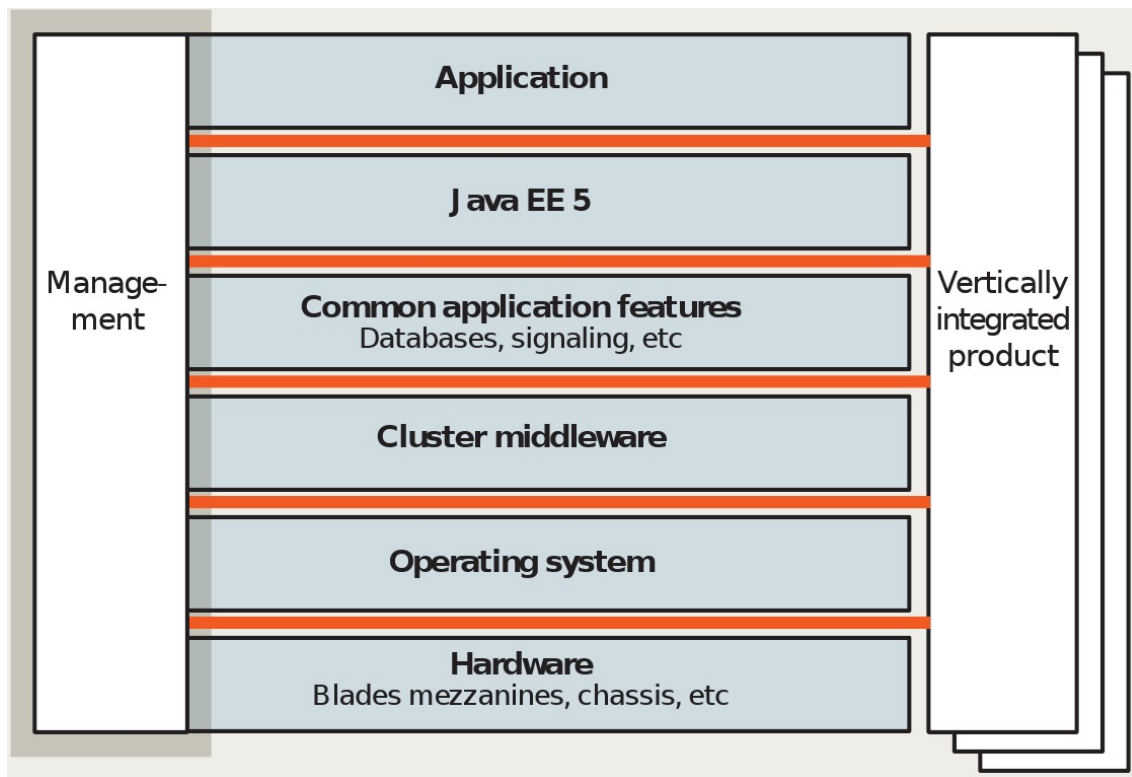 Application
Java EE 5
Manage-
ment
Common application features
Databases, signaling, etc
Vertically
integrated
product
Cluster middleware
Operating system
Hardware
Blades mezzanines, chassis, etc